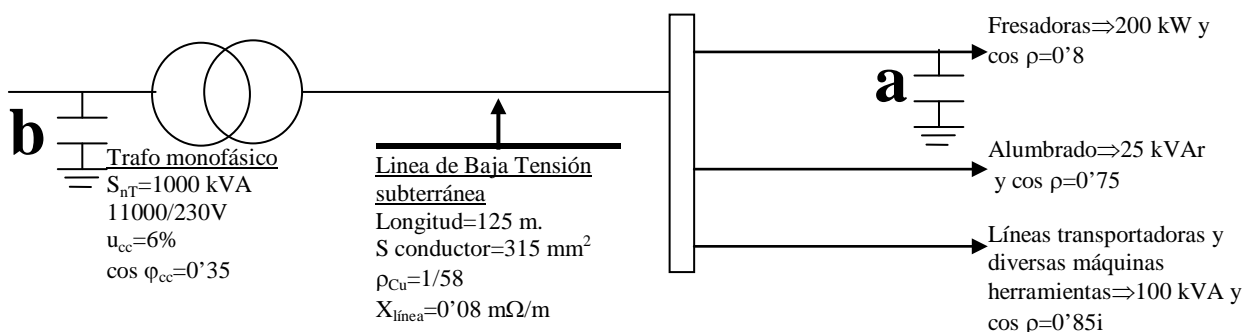 b
Trafo monofásico
SnT=1000 kVA
11000/230V
ucc=6%
cos φcc=0'35
Linea de Baja Tensión
subterránea
Longitud=125 m.
S conductor=315 mm²
ρCu=1/58
Xlínea=0'08 mΩ/m
a
Fresadoras⇒200 kW y
cos ρ=0'8
Alumbrado⇒25 kVAr
y cos ρ=0'75
Líneas transportadoras y
diversas máquinas
herramientas⇒100 kVA y
cos ρ=0'85i